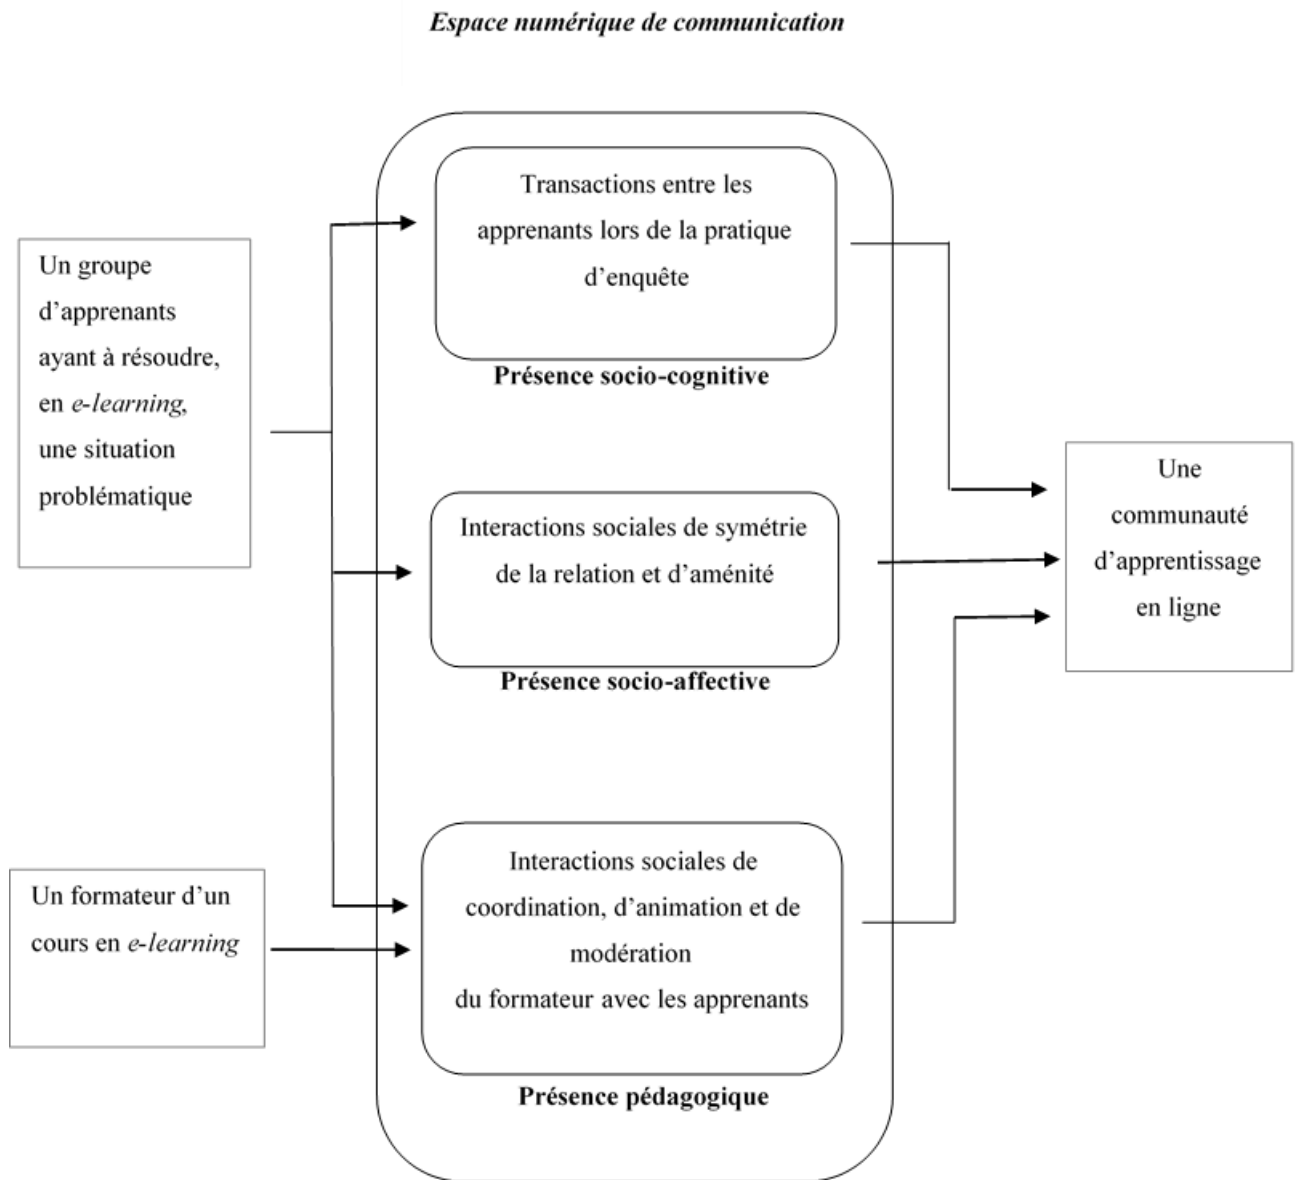 Espace numérique de communication
Transactions entre les
apprenants lors de la pratique
d’enquête
Présence socio-cognitive
Un groupe
d’apprenants
ayant à résoudre,
en e-learning,
une situation
problématique
Interactions sociales de symétrie
de la relation et d’aménité
Présence socio-affective
Une
communauté
d’apprentissage
en ligne
Un formateur d’un
cours en e-learning
Interactions sociales de
coordination, d’animation et de
modération
du formateur avec les apprenants
Présence pédagogique